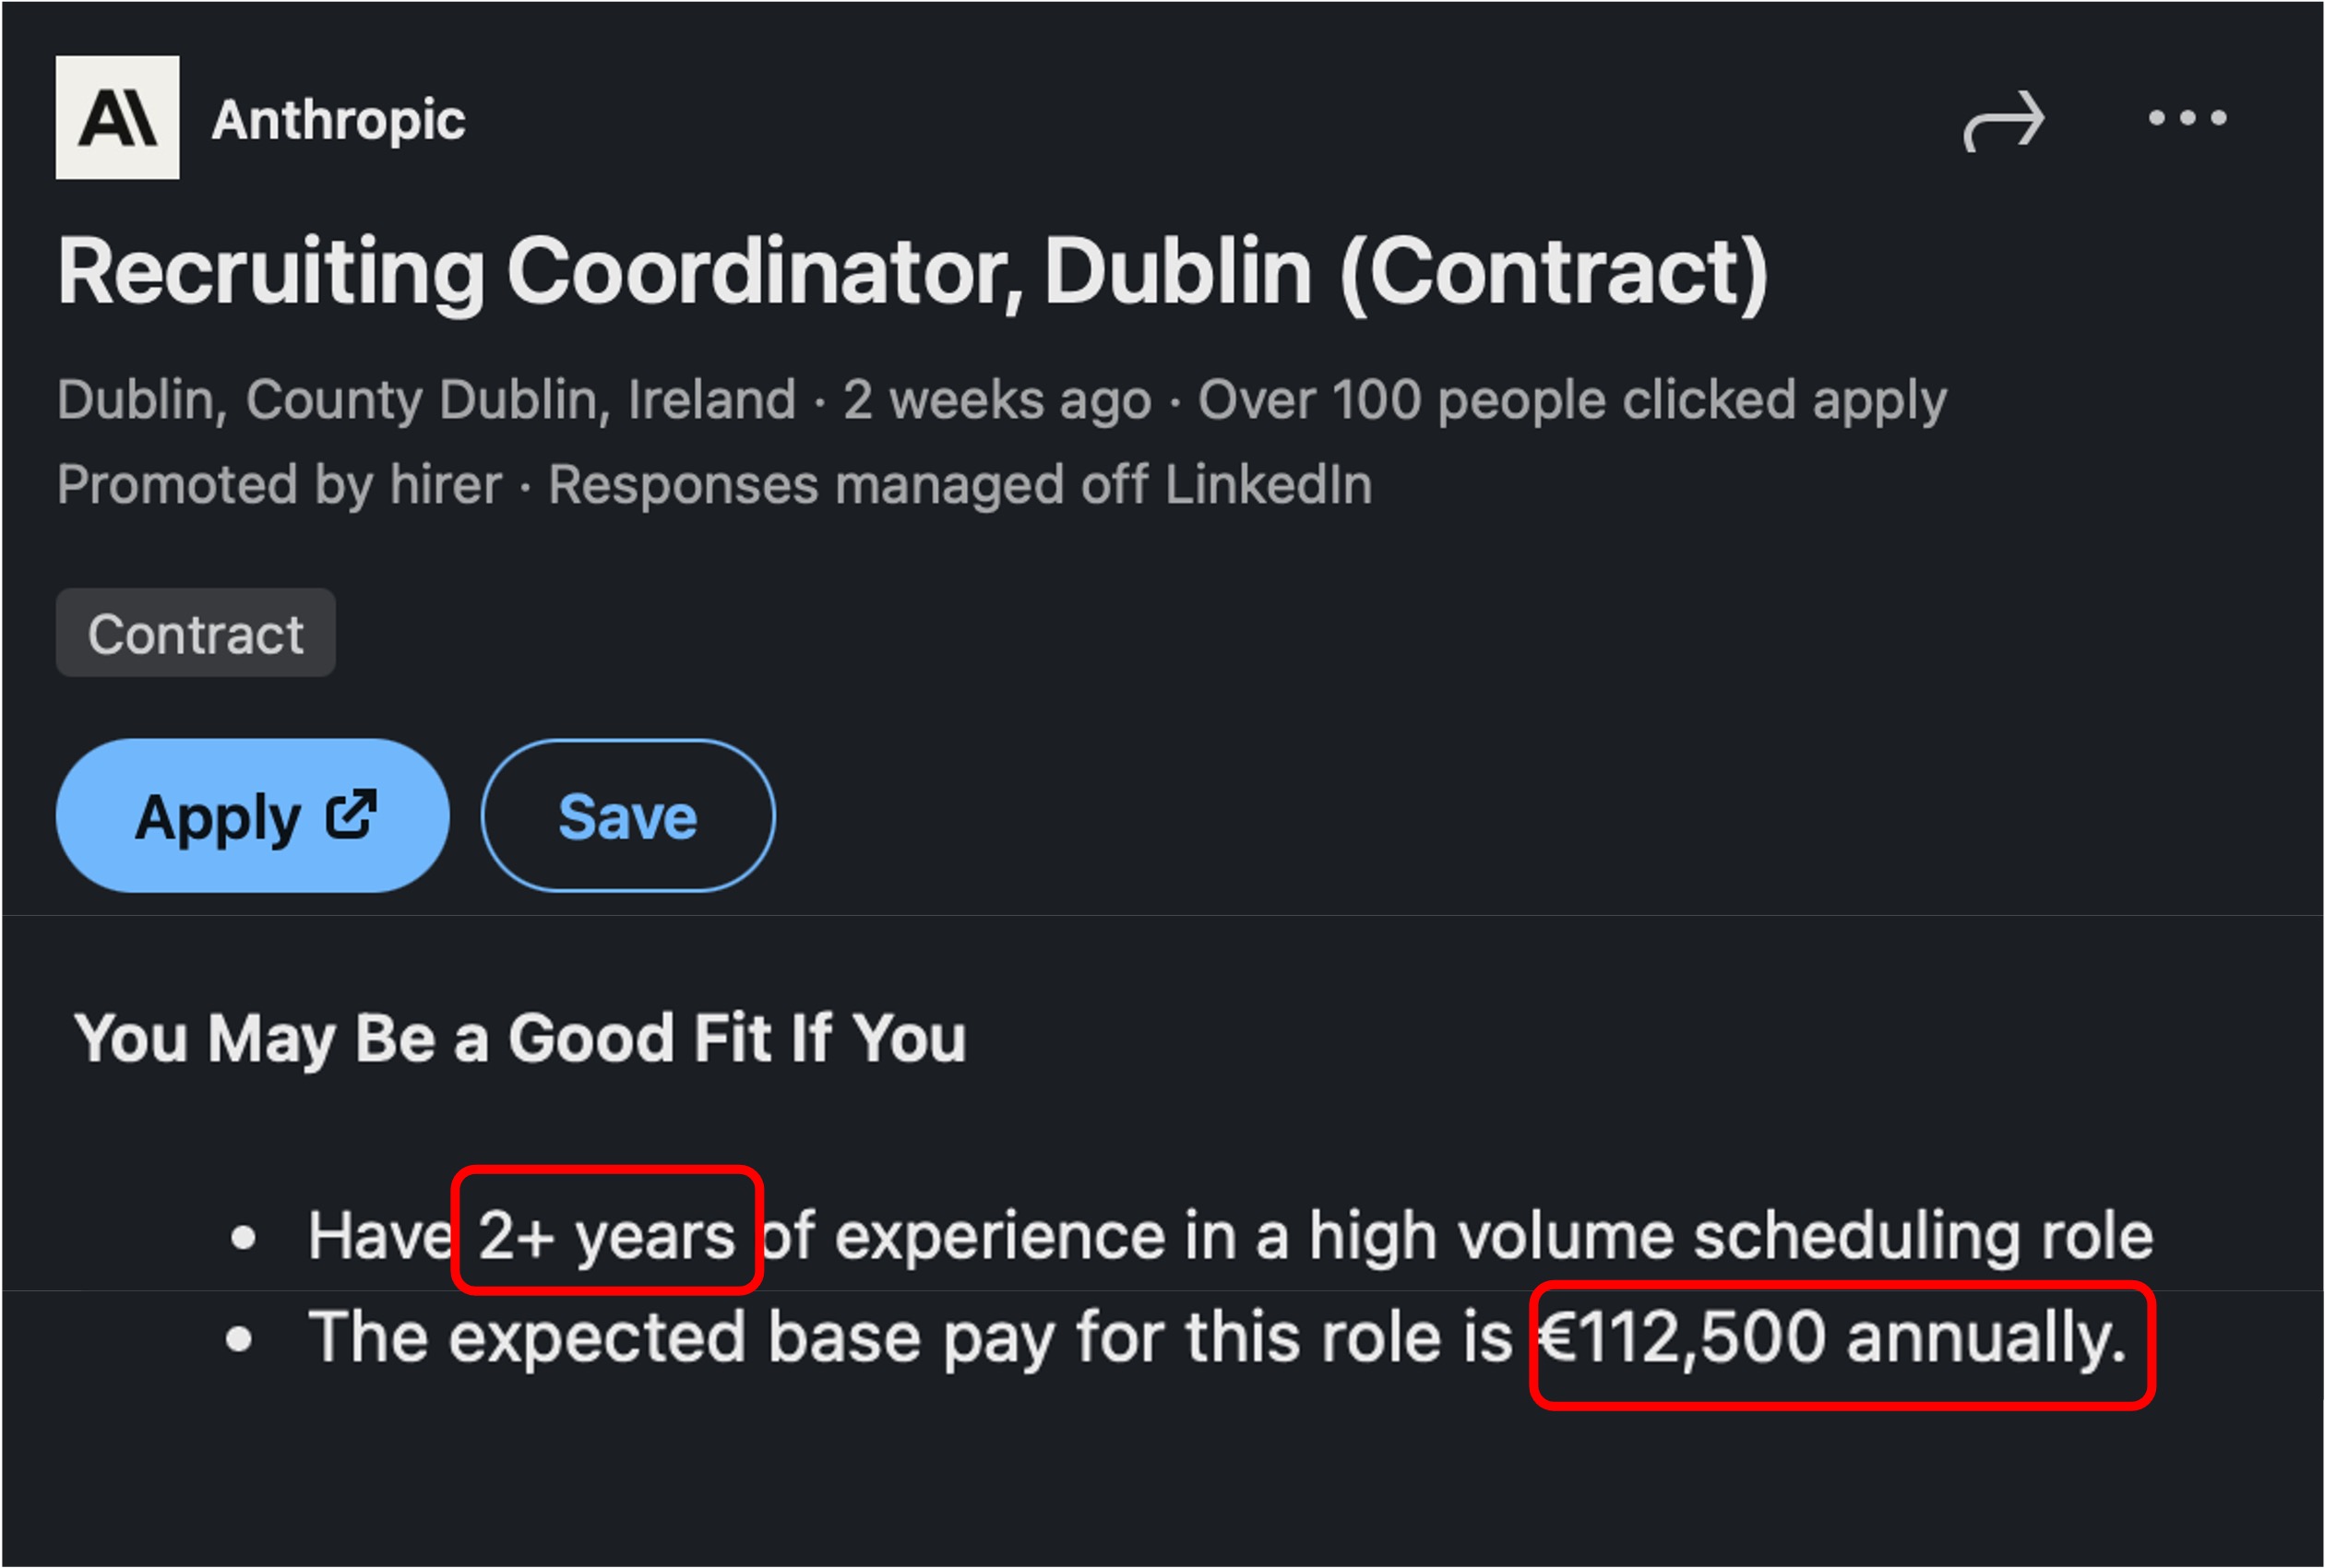 Anthropic
Recruiting Coordinator, Dublin (Contract)
Dublin, County Dublin, Ireland · 2 weeks ago · Over 100 people clicked apply
Promoted by hirer · Responses managed off LinkedIn
Contract
Apply
Save
You May Be a Good Fit If You
• Have 2+ years of experience in a high volume scheduling role
• The expected base pay for this role is €112,500 annually.